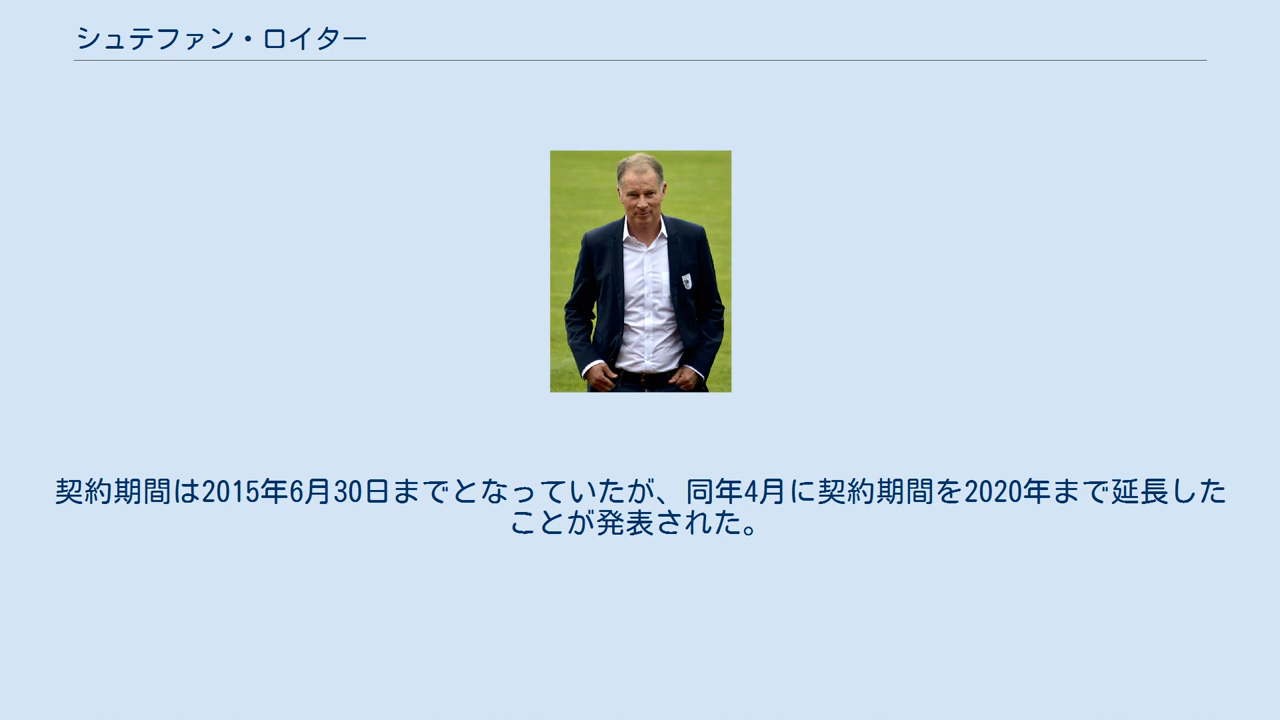 シュテファン・ロイター
契約期間は2015年6月30日までとなっていたが、同年4月に契約期間を2020年まで延長した
ことが発表された。